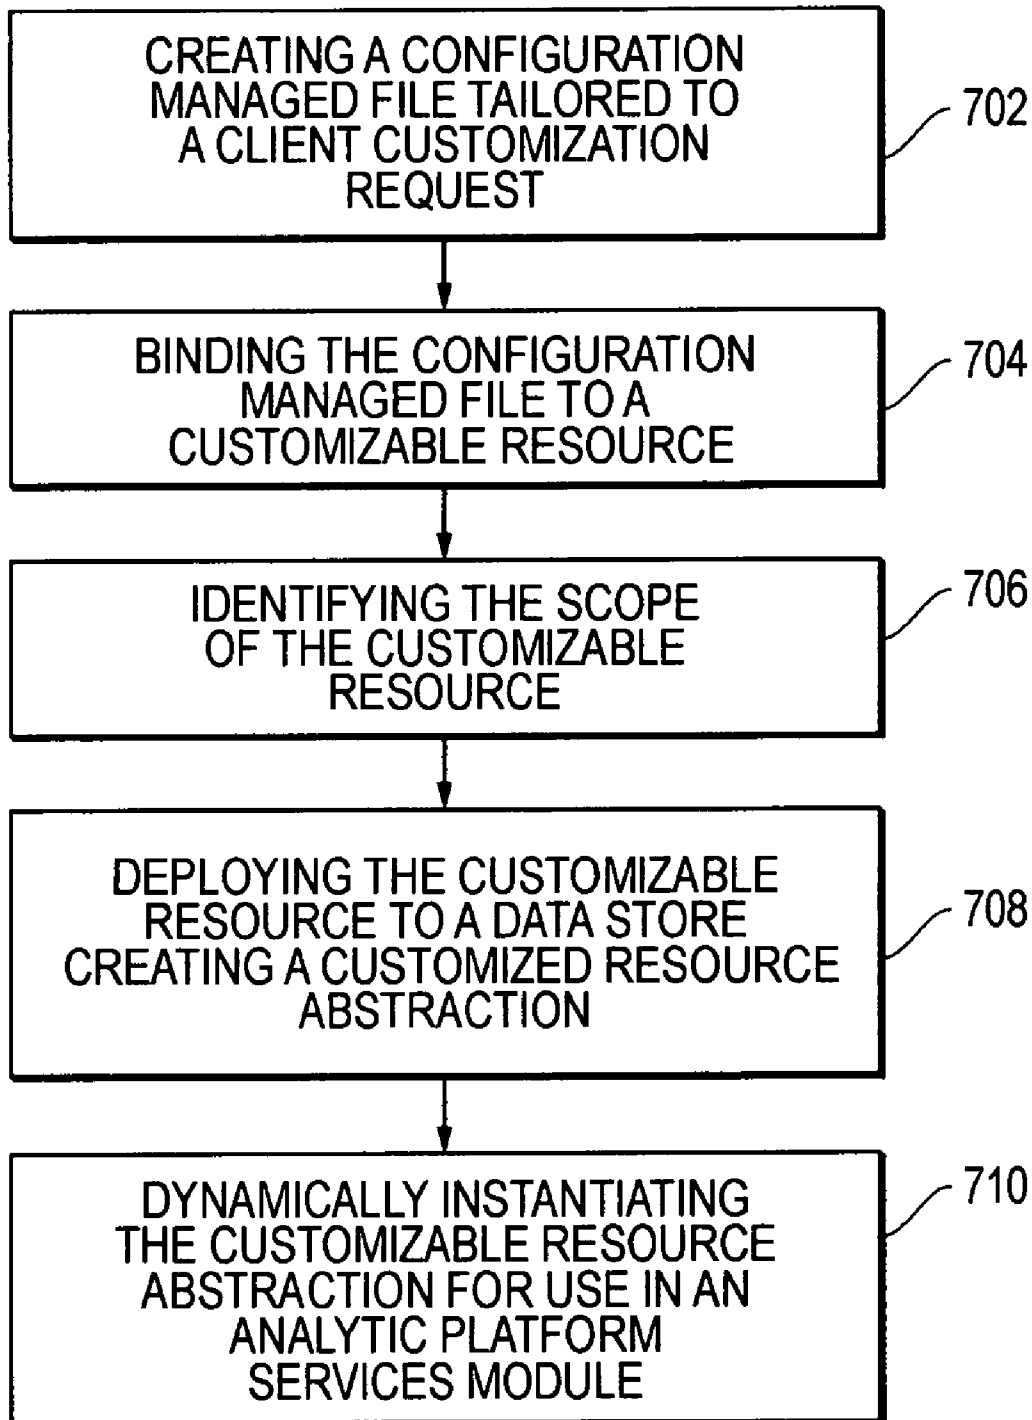 CREATING A CONFIGURATION
MANAGED FILE TAILORED TO
A CLIENT CUSTOMIZATION
REQUEST
702
BINDING THE CONFIGURATION
MANAGED FILE TO A
CUSTOMIZABLE RESOURCE
704
IDENTIFYING THE SCOPE
OF THE CUSTOMIZABLE
RESOURCE
706
DEPLOYING THE CUSTOMIZABLE
RESOURCE TO A DATA STORE
CREATING A CUSTOMIZED RESOURCE
ABSTRACTION
708
DYNAMICALLY INSTANTIATING
THE CUSTOMIZABLE RESOURCE
ABSTRACTION FOR USE IN AN
ANALYTIC PLATFORM
SERVICES MODULE
710